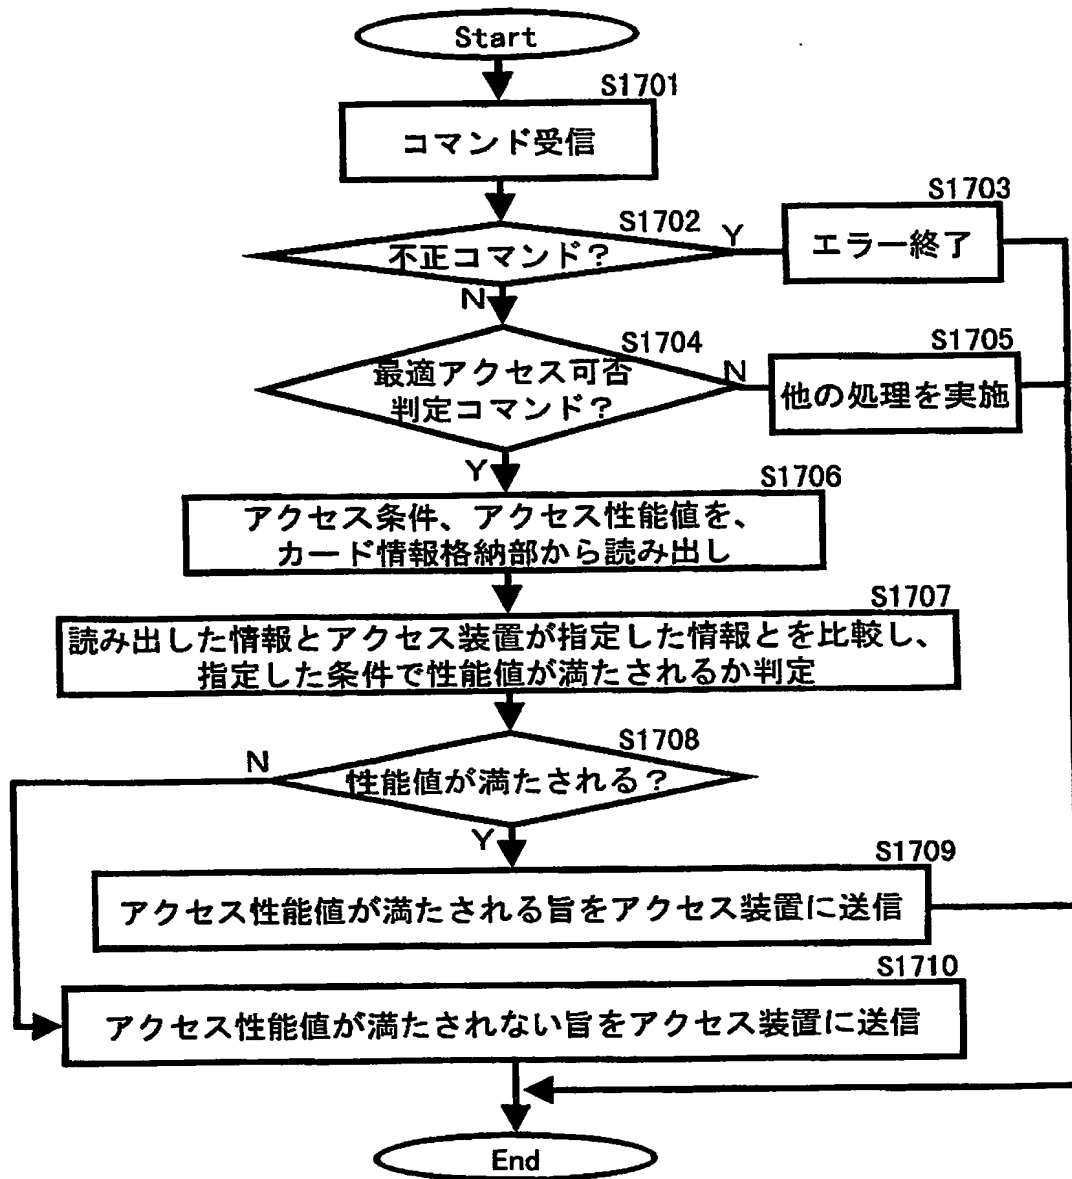 Start
S1701
コマンド受信
S1702
不正コマンド？
Y
N
S1703
エラー終了
S1704
最適アクセス可否
判定コマンド？
N
Y
S1705
他の処理を実施
S1706
アクセス条件、アクセス性能値を、
カード情報格納部から読み出し
S1707
読み出した情報とアクセス装置が指定した情報とを比較し、
指定した条件で性能値が満たされるか判定
S1708
性能値が満たされる？
N
Y
S1709
アクセス性能値が満たされる旨をアクセス装置に送信
S1710
アクセス性能値が満たされない旨をアクセス装置に送信
End